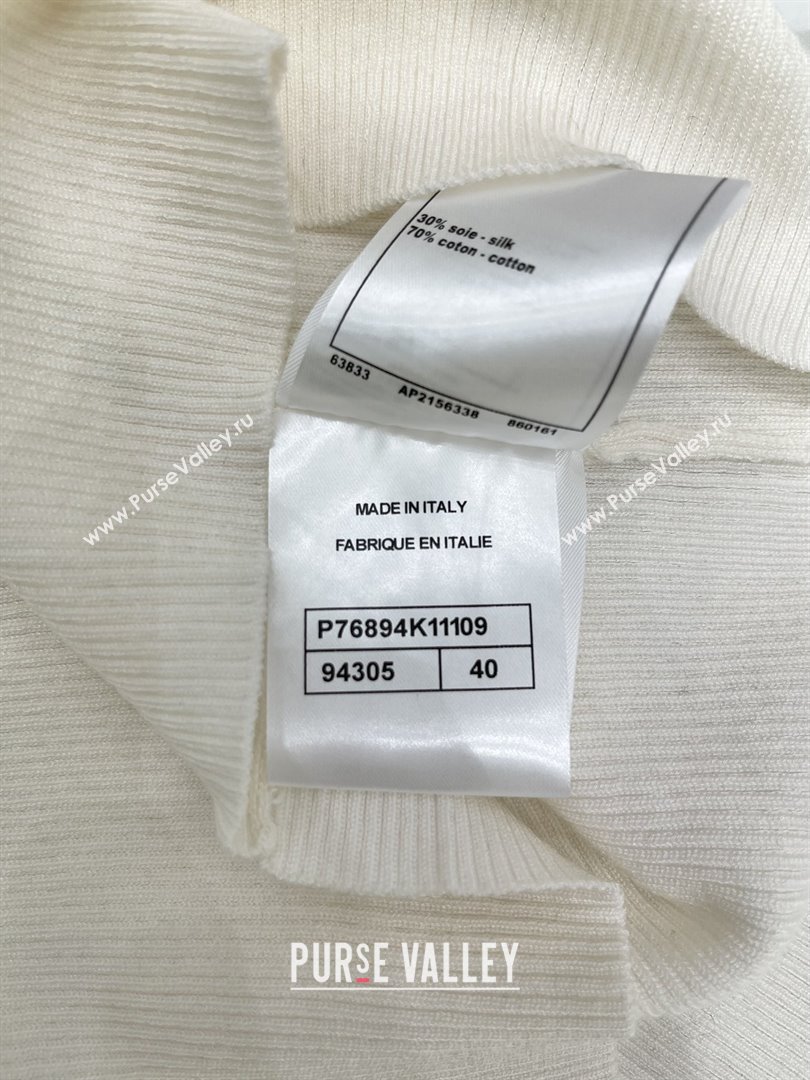 30% soie - silk
70% coton - cotton
63833 AP2156338 860161
MADE IN ITALY
FABRIQUE EN ITALIE
P76894K11109
94305 40
www.PurseValley.ru
www.PurseValley.ru
PURSE VALLEY